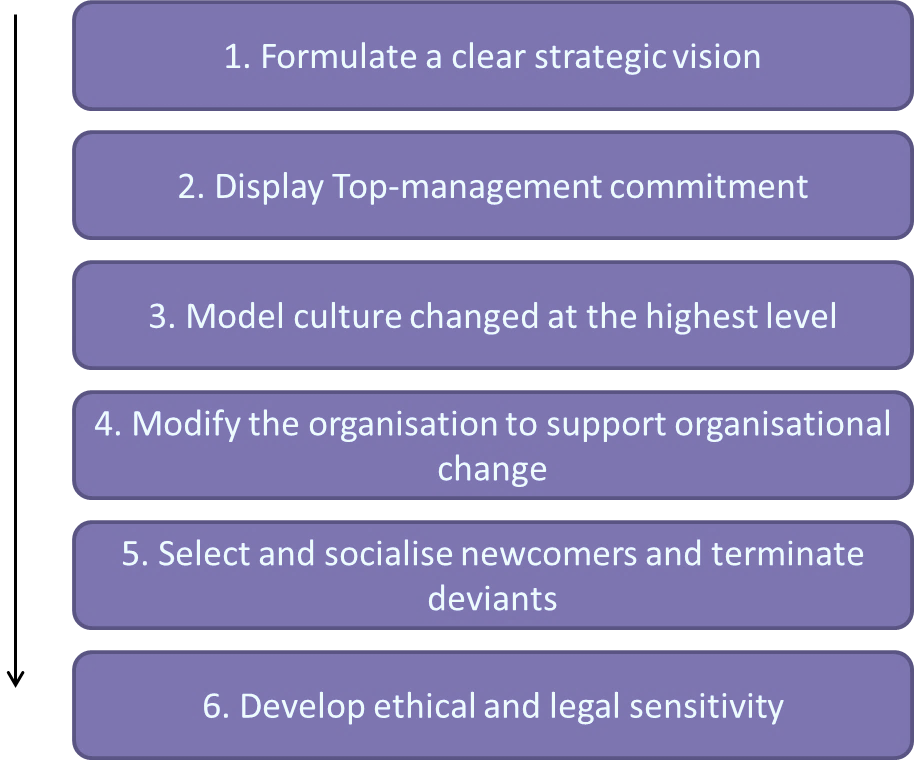 1. Formulate a clear strategic vision
2. Display Top-management commitment
3. Model culture changed at the highest level
4. Modify the organisation to support organisational
change
5. Select and socialise newcomers and terminate
deviants
6. Develop ethical and legal sensitivity